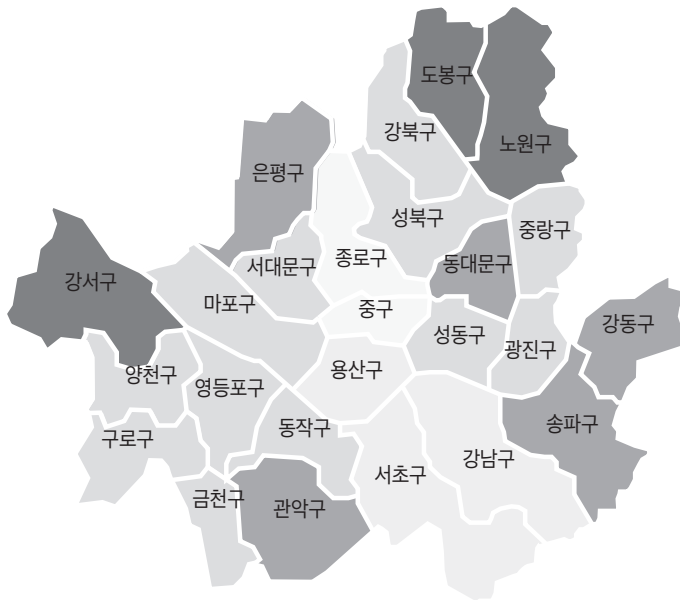 도봉구
노원구
강북구
은평구
성북구
중랑구
서대문구
종로구
동대문구
강서구
마포구
중구
성동구
광진구
강동구
양천구
영등포구
용산구
구로구
동작구
서초구
강남구
송파구
금천구
관악구